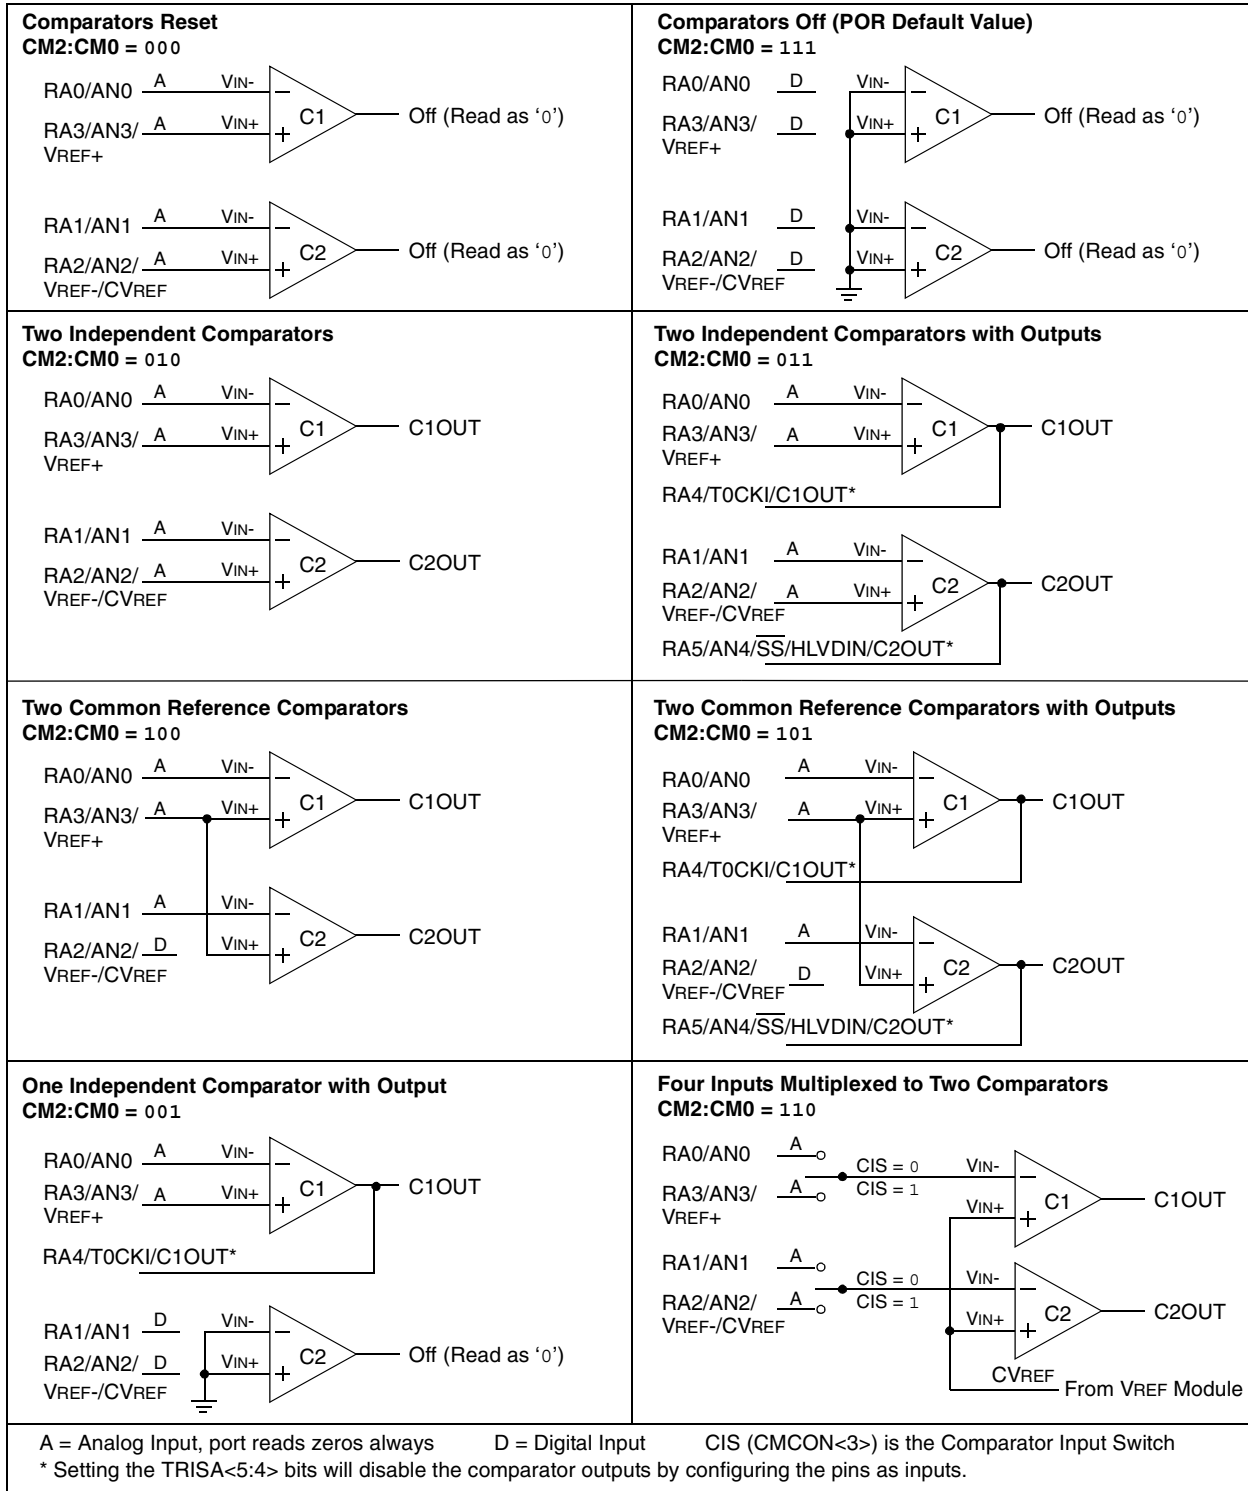 Comparators Reset
CM2:CM0 = 000
RA0/AN0 A VIN-
C1
Off (Read as ‘0’)
RA3/AN3/ A VIN+
VREF+
RA1/AN1 A VIN-
C2
Off (Read as ‘0’)
RA2/AN2/ A VIN+
VREF-/CVREF
Comparators Off (POR Default Value)
CM2:CM0 = 111
RA0/AN0 D VIN-
C1
Off (Read as ‘0’)
RA3/AN3/ D VIN+
VREF+
RA1/AN1 D VIN-
C2
Off (Read as ‘0’)
RA2/AN2/ D VIN+
VREF-/CVREF
Two Independent Comparators
CM2:CM0 = 010
RA0/AN0 A VIN-
C1
C1OUT
RA3/AN3/ A VIN+
VREF+
RA1/AN1 A VIN-
C2
C2OUT
RA2/AN2/ A VIN+
VREF-/CVREF
Two Independent Comparators with Outputs
CM2:CM0 = 011
RA0/AN0 A VIN-
C1
C1OUT
RA3/AN3/ A VIN+
VREF+
RA4/T0CKI/C1OUT*
RA1/AN1 A VIN-
C2
C2OUT
RA2/AN2/ A VIN+
VREF-/CVREF
RA5/AN4/SS/HLVDIN/C2OUT*
Two Common Reference Comparators
CM2:CM0 = 100
RA0/AN0 A VIN-
C1
C1OUT
RA3/AN3/ A VIN+
VREF+
RA1/AN1 A VIN-
C2
C2OUT
RA2/AN2/ D VIN+
VREF-/CVREF
Two Common Reference Comparators with Outputs
CM2:CM0 = 101
RA0/AN0 A VIN-
C1
C1OUT
RA3/AN3/ A VIN+
VREF+
RA4/T0CKI/C1OUT*
RA1/AN1 A VIN-
C2
C2OUT
RA2/AN2/ D VIN+
VREF-/CVREF
RA5/AN4/SS/HLVDIN/C2OUT*
One Independent Comparator with Output
CM2:CM0 = 001
RA0/AN0 A VIN-
C1
C1OUT
RA3/AN3/ A VIN+
VREF+
RA4/T0CKI/C1OUT*
RA1/AN1 D VIN-
C2
Off (Read as ‘0’)
RA2/AN2/ D VIN+
VREF-/CVREF
Four Inputs Multiplexed to Two Comparators
CM2:CM0 = 110
RA0/AN0 A
CIS = 0 VIN-
RA3/AN3/ A CIS = 1
C1
C1OUT
VREF+ VIN+
RA1/AN1 A
CIS = 0 VIN-
RA2/AN2/ A CIS = 1
C2
C2OUT
VREF-/CVREF VIN+
CVREF
From VREF Module
A = Analog Input, port reads zeros always D = Digital Input CIS (CMCON<3>) is the Comparator Input Switch
* Setting the TRISA<5:4> bits will disable the comparator outputs by configuring the pins as inputs.